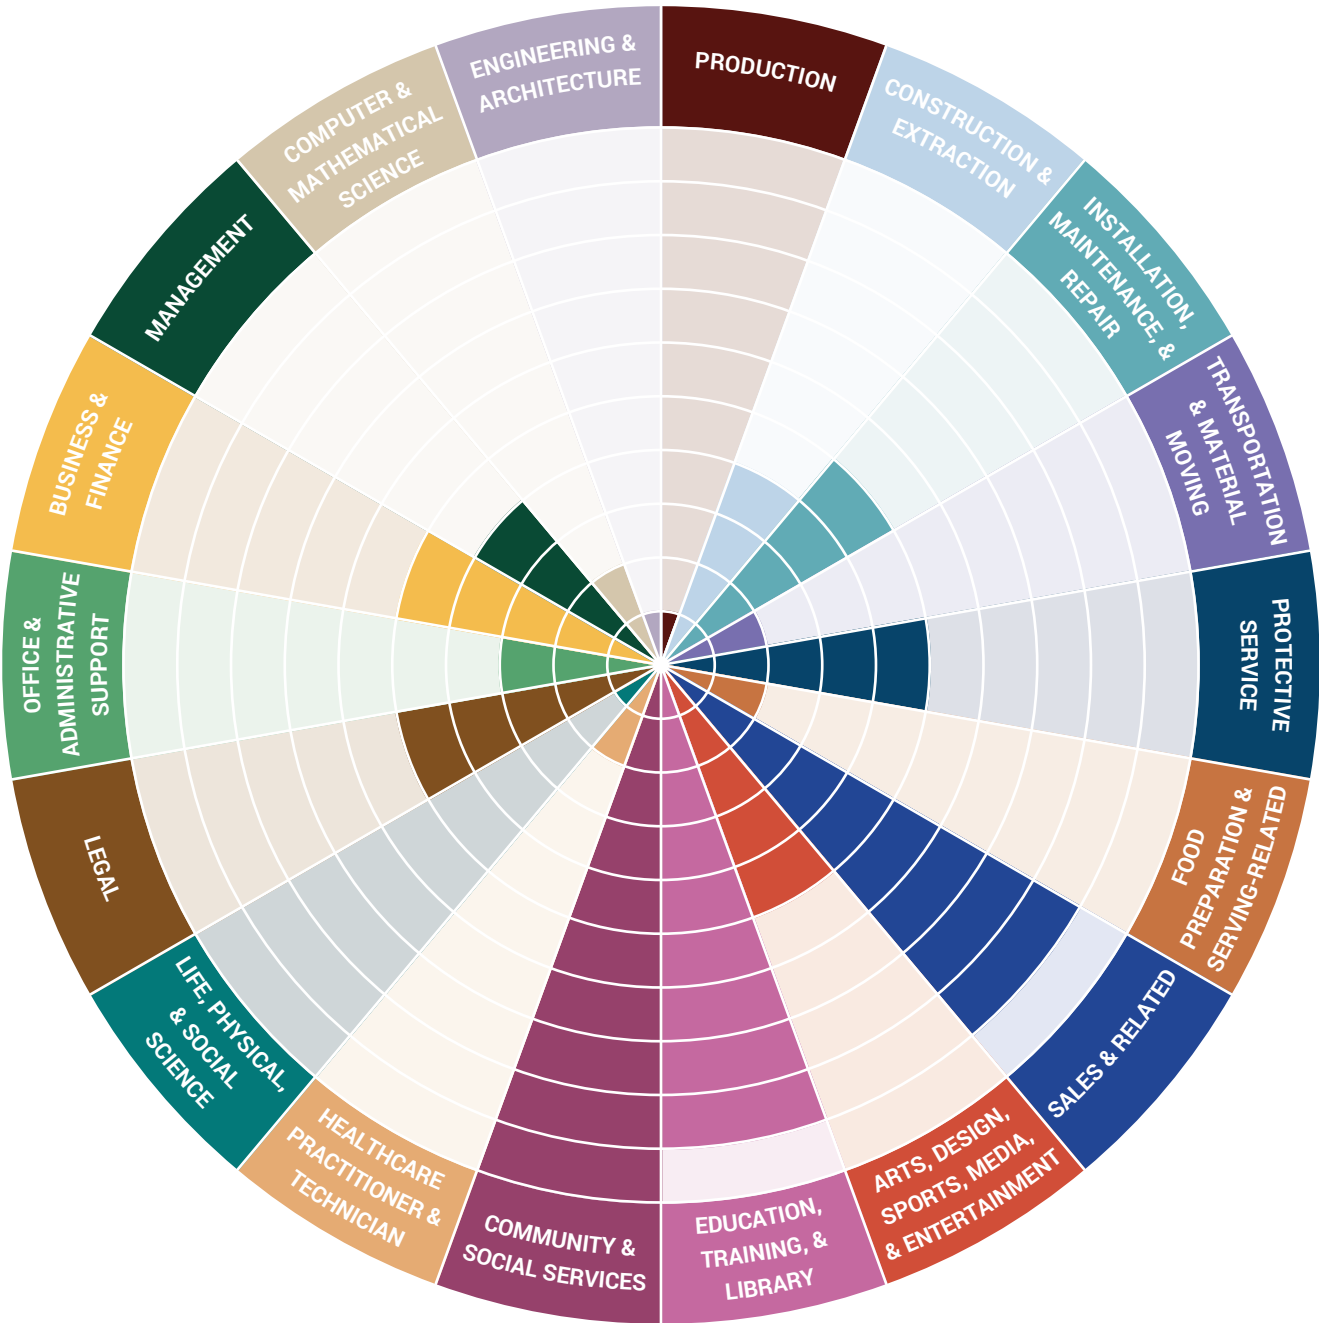 PRODUCTION
CONSTRUCTION &
EXTRACTION
INSTALLATION,
MAINTENANCE, &
REPAIR
TRANSPORTATION
& MATERIAL
MOVING
PROTECTIVE
SERVICE
FOOD
PREPARATION &
SERVING-RELATED
SALES & RELATED
ARTS, DESIGN,
SPORTS, MEDIA,
& ENTERTAINMENT
EDUCATION,
TRAINING, &
LIBRARY
COMMUNITY &
SOCIAL SERVICES
HEALTHCARE
PRACTITIONER &
TECHNICIAN
LIFE, PHYSICAL,
& SOCIAL
SCIENCE
LEGAL
OFFICE &
ADMINISTRATIVE
SUPPORT
BUSINESS &
FINANCE
MANAGEMENT
COMPUTER &
MATHEMATICAL
SCIENCE
ENGINEERING &
ARCHITECTURE